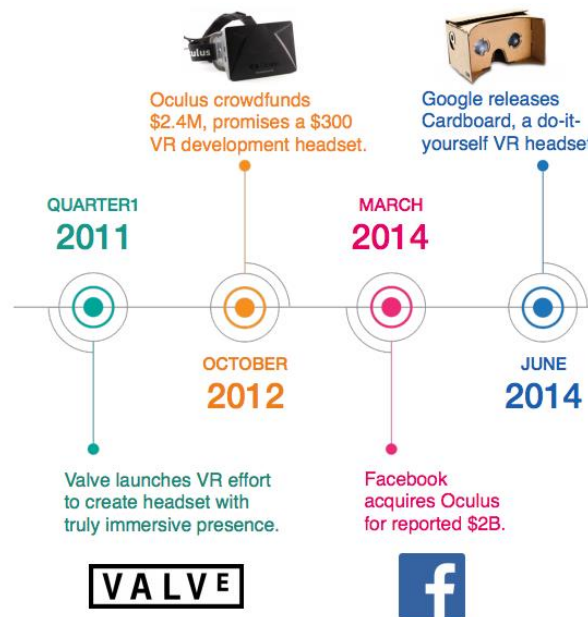 Oculus crowdfunds
$2.4M, promises a $300
VR development headset.
Google releases
Cardboard, a do-it-
yourself VR headset
QUARTER1
2011
MARCH
2014
OCTOBER
2012
JUNE
2014
Valve launches VR effort
to create headset with
truly immersive presence.
Facebook
acquires Oculus
for reported $2B.
VALVE
f